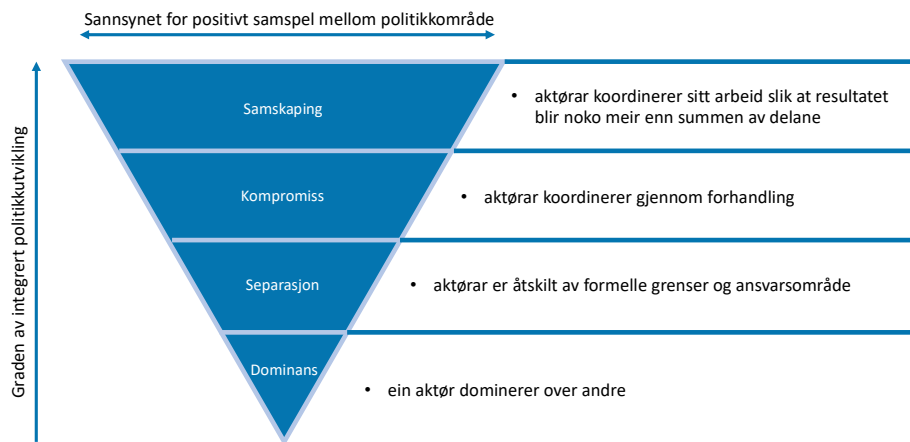 Sannsynet for positivt samspel mellom politikkområde
Graden av integrert politikkutvikling
Samskaping
• aktørar koordinerer sitt arbeid slik at resultatet
blir noko meir enn summen av delane
Kompromiss
• aktørar koordinerer gjennom forhandling
Separasjon
• aktørar er åtskilt av formelle grenser og ansvarsområde
Dominans
• ein aktør dominerer over andre